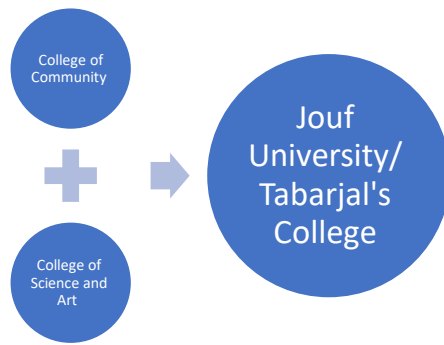 College of
Community
College of
Science and
Art
Jouf
University/
Tabarjal's
College